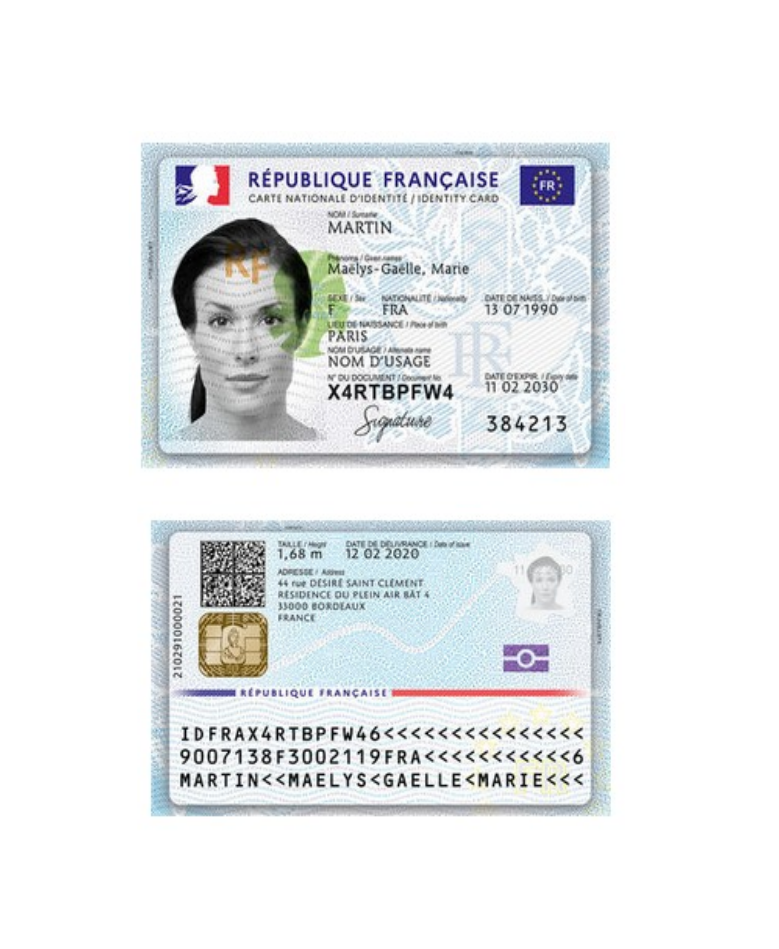 RÉPUBLIQUE FRANÇAISE
CARTE NATIONALE D'IDENTITÉ / IDENTITY CARD
FR
NOM / Surname
MARTIN
RF
Prénoms / Given names
Maëlys-Gaëlle, Marie
SEXE / Sex NATIONALITÉ / Nationality DATE DE NAISS. / Date of birth
F FRA 13 07 1990
LIEU DE NAISSANCE / Place of birth
PARIS
NOM D'USAGE / Alternate name
NOM D'USAGE
N° DU DOCUMENT / Document No DATE D'EXPIR. / Expiry date
X4RTBPFW4 11 02 2030
Signature 384213
TAILLE / Height DATE DE DÉLIVRANCE / Date of issue
1,68 m 12 02 2020
ADRESSE / Address
44 rue DÉSIRÉ SAINT CLÉMENT
RÉSIDENCE DU PLEIN AIR BÂT 4
33000 BORDEAUX
FRANCE
210291000021
RÉPUBLIQUE FRANÇAISE
IDFRAX4RTBPFW46<<<<<<<<<<<<<<<
9007138F3002119FRA<<<<<<<<<<<6
MARTIN<<MAELYS<GAELLE<MARIE<<<